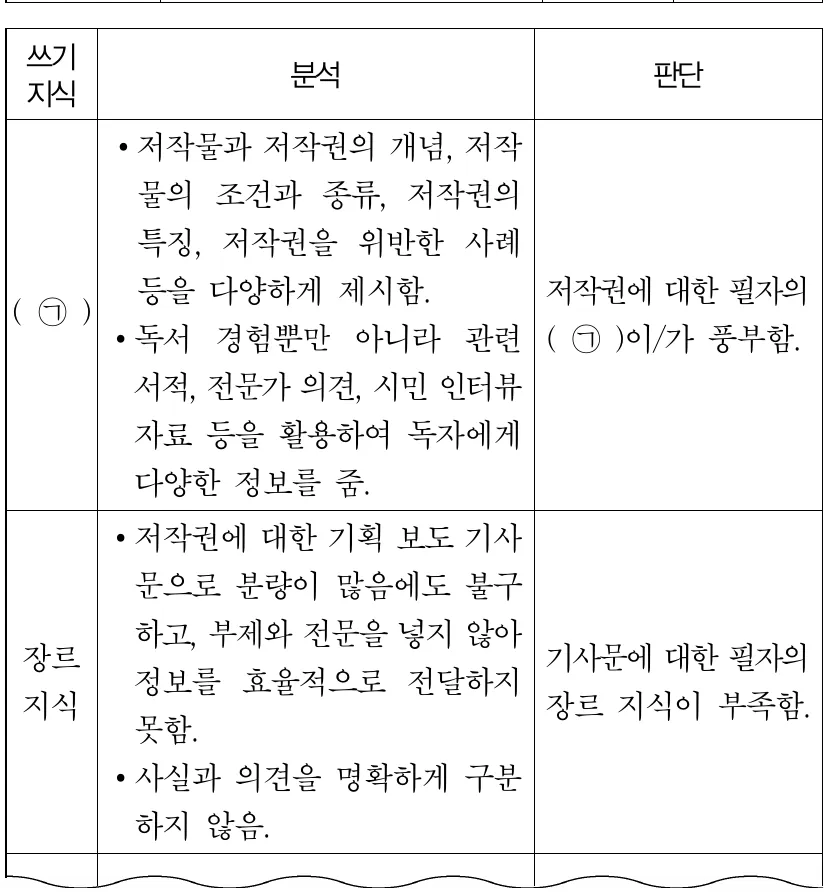 쓰기
지식
분석
판단
( ㉠ )
•저작물과 저작권의 개념, 저작
물의 조건과 종류, 저작권의
특징, 저작권을 위반한 사례
등을 다양하게 제시함.
•독서 경험뿐만 아니라 관련
서적, 전문가 의견, 시민 인터뷰
자료 등을 활용하여 독자에게
다양한 정보를 줌.
저작권에 대한 필자의
( ㉠ )이/가 풍부함.
장르
지식
•저작권에 대한 기획 보도 기사
문으로 분량이 많음에도 불구
하고, 부제와 전문을 넣지 않아
정보를 효율적으로 전달하지
못함.
•사실과 의견을 명확하게 구분
하지 않음.
기사문에 대한 필자의
장르 지식이 부족함.